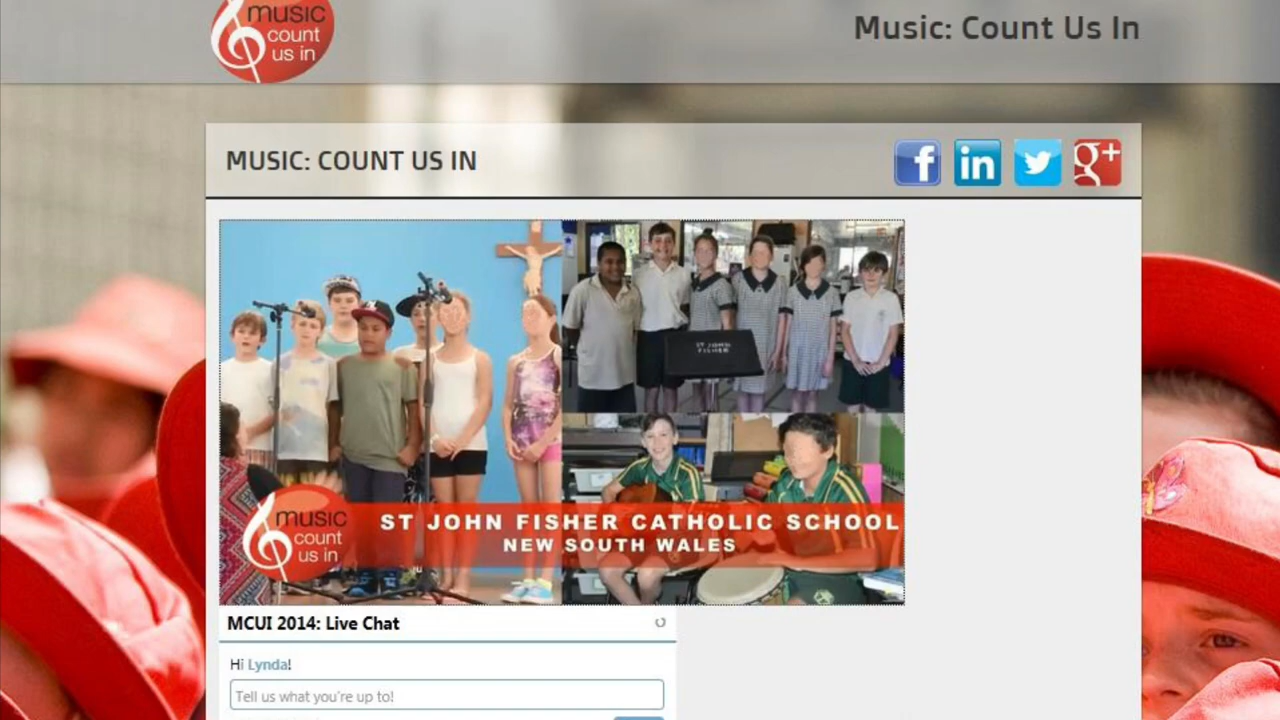 music
count
us in
Music: Count Us In
MUSIC: COUNT US IN
f
in
g+
ST JOHN
FISHER
music
count
us in
ST JOHN FISHER CATHOLIC SCHOOL
NEW SOUTH WALES
MCUI 2014: Live Chat
Hi Lynda!
Tell us what you're up to!